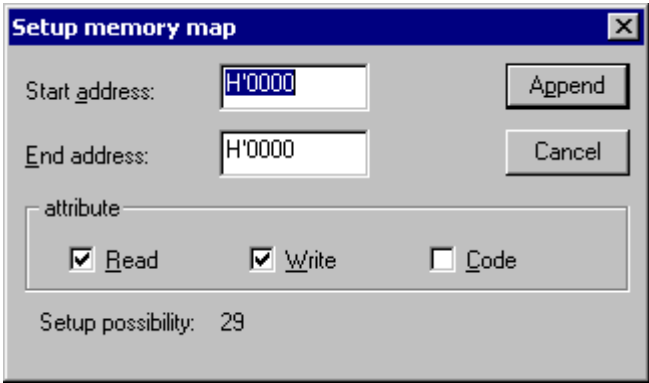 Setup memory map
Start address: H'0000 Append
End address: H'0000 Cancel
attribute
Read Write Code
Setup possibility: 29